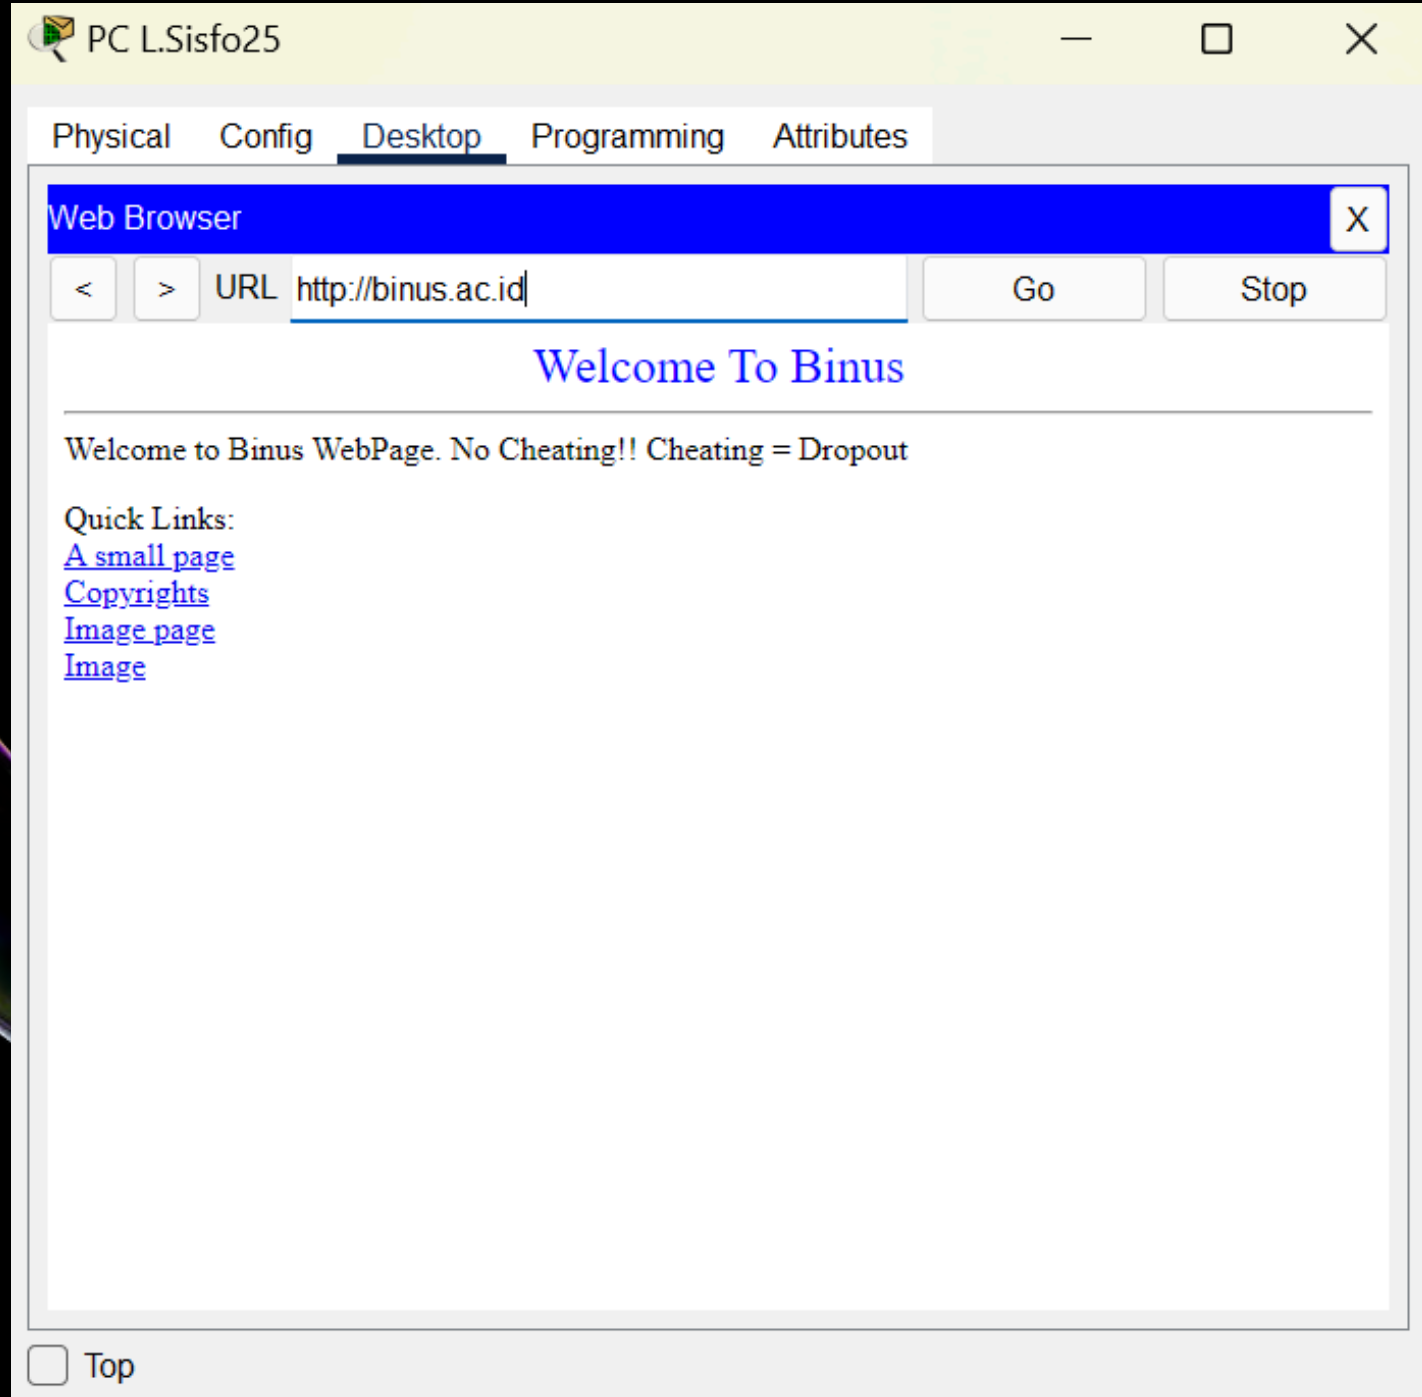 PC L.Sisfo25
Physical Config Desktop Programming Attributes
Web Browser X
< > URL http://binus.ac.id Go Stop
Welcome To Binus
Welcome to Binus WebPage. No Cheating!! Cheating = Dropout
Quick Links:
A small page
Copyrights
Image page
Image
Top